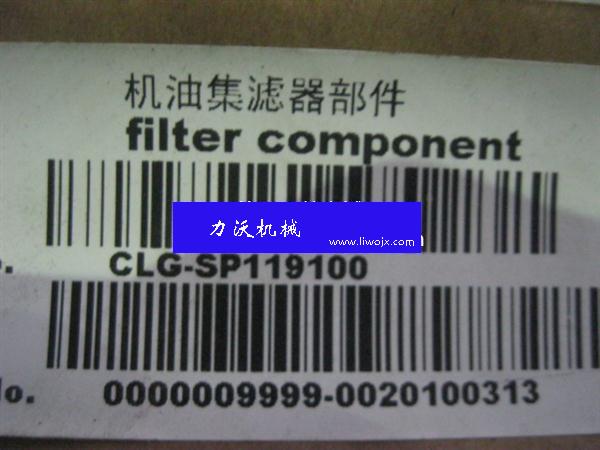 机油集滤器部件
filter component
力沃机械
www.liwojx.com
o. CLG-SP119100
No. 0000009999-0020100313